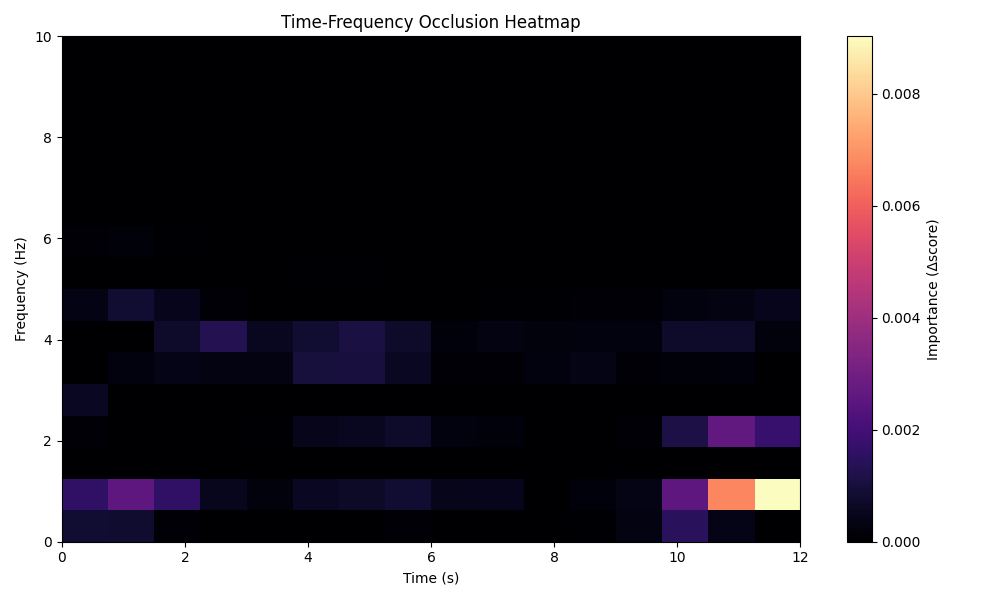 Time-Frequency Occlusion Heatmap
10
8
6
4
2
0
Frequency (Hz)
0 2 4 6 8 10 12
Time (s)
0.008
0.006
0.004
0.002
0.000
Importance (Δscore)